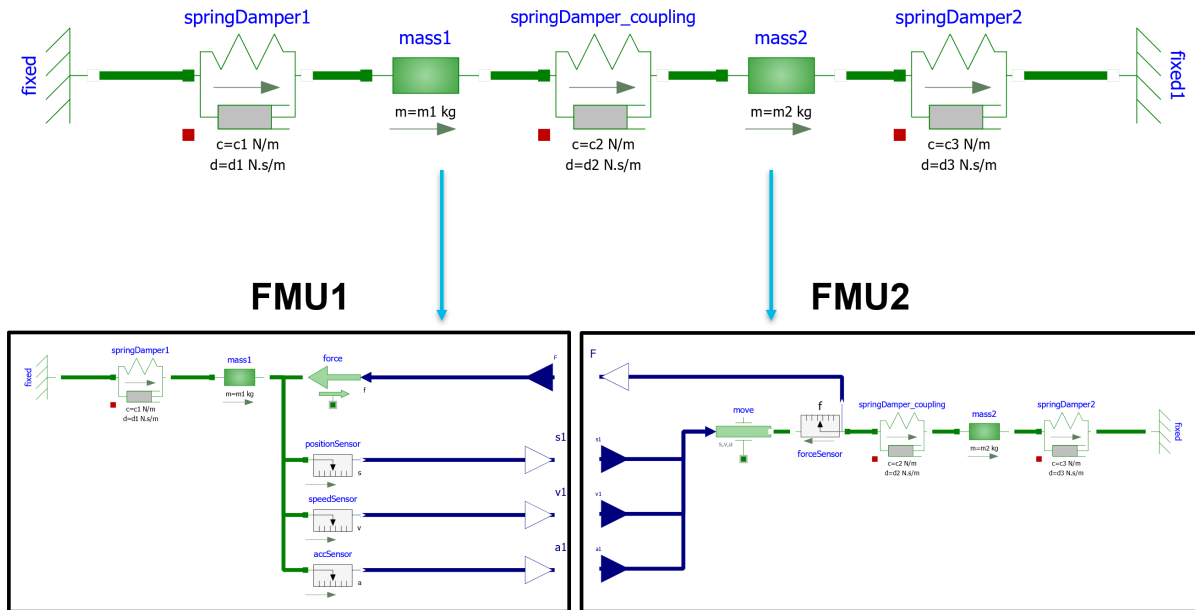 springDamper1
springDamper_coupling
springDamper2
mass1
mass2
fixed
fixed1
m=m1 kg
m=m2 kg
c=c1 N/m
d=d1 N.s/m
c=c2 N/m
d=d2 N.s/m
c=c3 N/m
d=d3 N.s/m
FMU1
FMU2
springDamper1
mass1
force
F
fixed
m=m1 kg
f
c=c1 N/m
d=d1 N.s/m
positionSensor
s
s1
speedSensor
v
v1
accSensor
a
a1
F
move
s,v,a
f
forceSensor
springDamper_coupling
mass2
springDamper2
fixed
m=m2 kg
c=c2 N/m
d=d2 N.s/m
c=c3 N/m
d=d3 N.s/m
s1
v1
a1